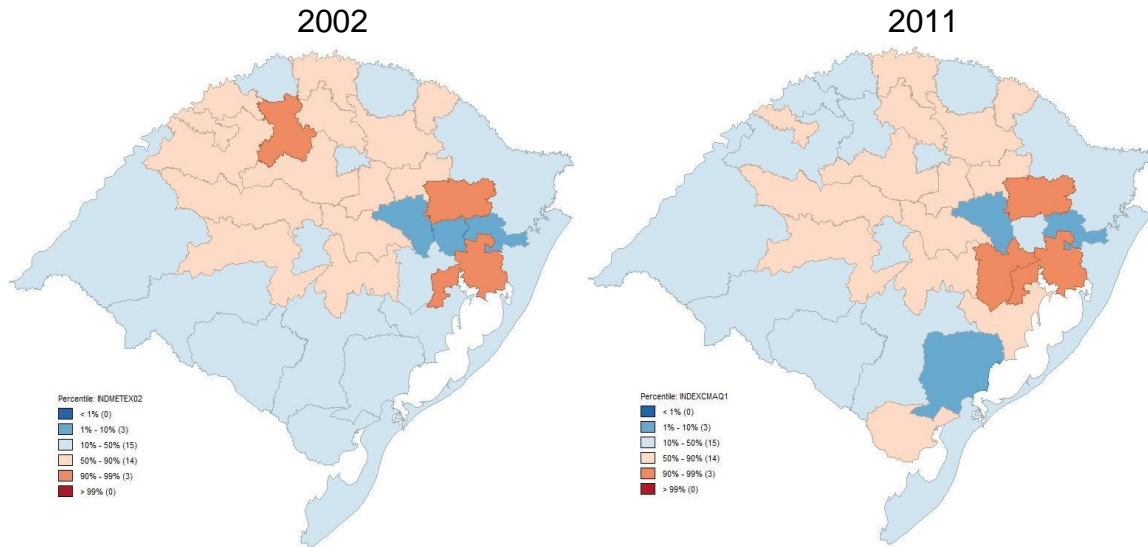 2002
2011
Percentile: INDMETEX02
< 1% (0)
1% - 10% (3)
10% - 50% (15)
50% - 90% (14)
90% - 99% (3)
> 99% (0)
Percentile: INDEXCMAQ1
< 1% (0)
1% - 10% (3)
10% - 50% (15)
50% - 90% (14)
90% - 99% (3)
> 99% (0)